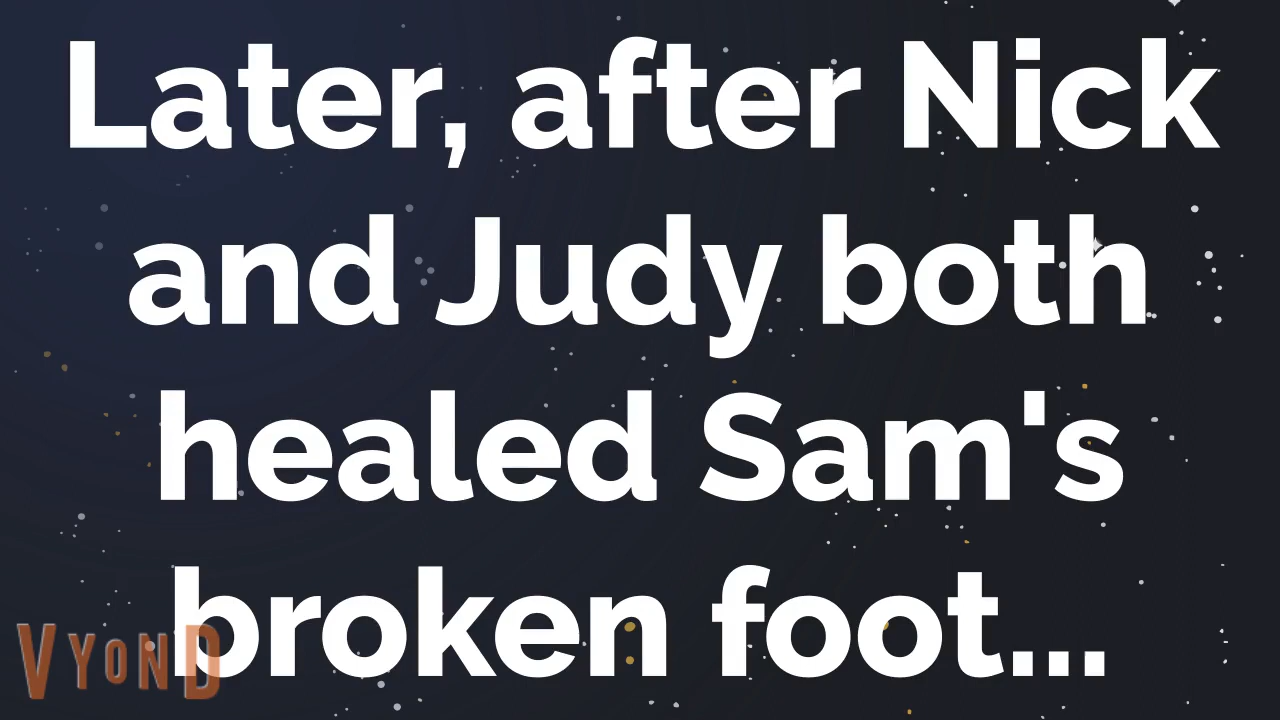 Later, after Nick
and Judy both
healed Sam's
broken foot...
VYOND